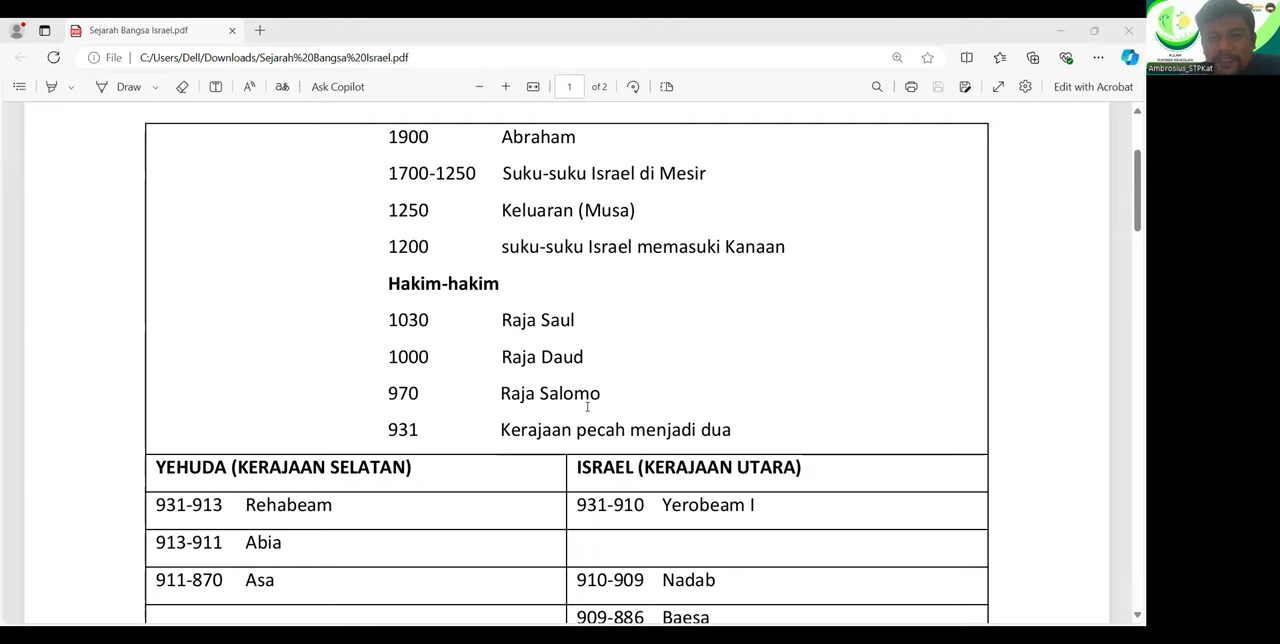 Sejarah Bangsa Israel.pdf
File C:/Users/Dell/Downloads/Sejarah%20Bangsa%20Israel.pdf
Draw Ask Copilot 1 of 2 Edit with Acrobat
Ambrosius_STPKat
1900 Abraham
1700-1250 Suku-suku Israel di Mesir
1250 Keluaran (Musa)
1200 suku-suku Israel memasuki Kanaan
Hakim-hakim
1030 Raja Saul
1000 Raja Daud
970 Raja Salomo
931 Kerajaan pecah menjadi dua
YEHUDA (KERAJAAN SELATAN) ISRAEL (KERAJAAN UTARA)
931-913 Rehabeam 931-910 Yerobeam I
913-911 Abia
911-870 Asa 910-909 Nadab
909-886 Baesa